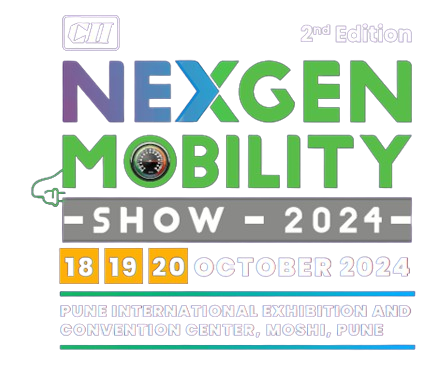 CII
2nd Edition
NEXGEN
MOBILITY
-SHOW - 2024-
18 19 20 OCTOBER 2024
PUNE INTERNATIONAL EXHIBITION AND
CONVENTION CENTER, MOSHI, PUNE